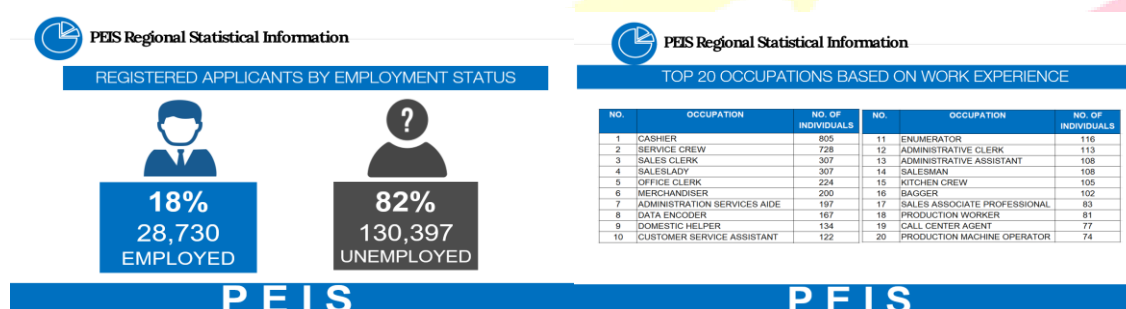 PEIS Regional Statistical Information
REGISTERED APPLICANTS BY EMPLOYMENT STATUS
?
18%
28,730
EMPLOYED
82%
130,397
UNEMPLOYED
PEIS
PEIS Regional Statistical Information
TOP 20 OCCUPATIONS BASED ON WORK EXPERIENCE
NO. OCCUPATION NO. OF INDIVIDUALS
1 CASHIER 805
2 SERVICE CREW 728
3 SALES CLERK 307
4 SALESLADY 307
5 OFFICE CLERK 224
6 MERCHANDISER 200
7 ADMINISTRATION SERVICES AIDE 197
8 DATA ENCODER 167
9 DOMESTIC HELPER 134
10 CUSTOMER SERVICE ASSISTANT 122
NO. OCCUPATION NO. OF INDIVIDUALS
11 ENUMERATOR 116
12 ADMINISTRATIVE CLERK 113
13 ADMINISTRATIVE ASSISTANT 108
14 SALESMAN 108
15 KITCHEN CREW 105
16 BAGGER 102
17 SALES ASSOCIATE PROFESSIONAL 83
18 PRODUCTION WORKER 81
19 CALL CENTER AGENT 77
20 PRODUCTION MACHINE OPERATOR 74
PEIS